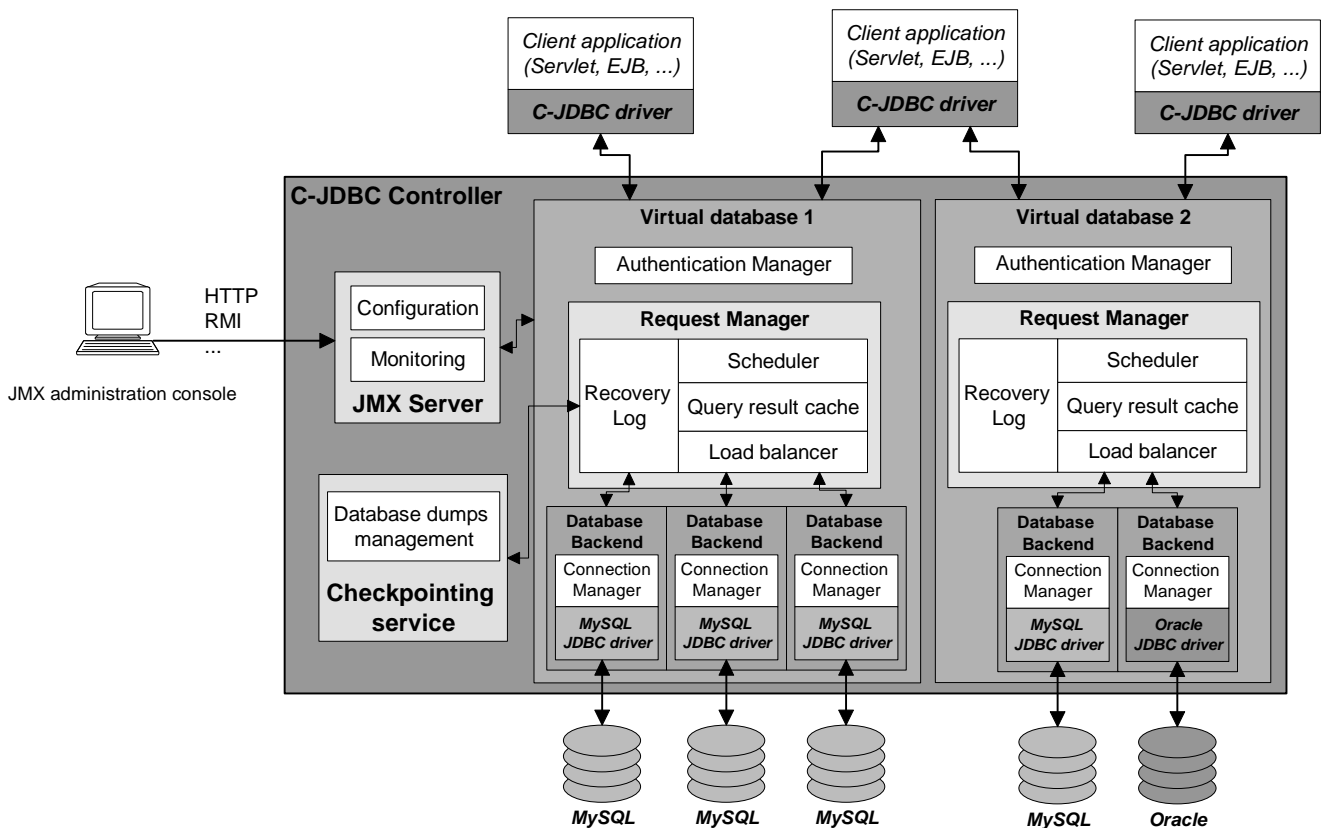 Client application
(Servlet, EJB, ...)
C-JDBC driver
Client application
(Servlet, EJB, ...)
C-JDBC driver
Client application
(Servlet, EJB, ...)
C-JDBC driver
C-JDBC Controller
HTTP
RMI
...
JMX administration console
Configuration
Monitoring
JMX Server
Database dumps
management
Checkpointing
service
Virtual database 1
Authentication Manager
Request Manager
Recovery
Log
Scheduler
Query result cache
Load balancer
Database
Backend
Connection
Manager
MySQL
JDBC driver
Database
Backend
Connection
Manager
MySQL
JDBC driver
Database
Backend
Connection
Manager
MySQL
JDBC driver
MySQL
MySQL
MySQL
Virtual database 2
Authentication Manager
Request Manager
Recovery
Log
Scheduler
Query result cache
Load balancer
Database
Backend
Connection
Manager
MySQL
JDBC driver
Database
Backend
Connection
Manager
Oracle
JDBC driver
MySQL
Oracle